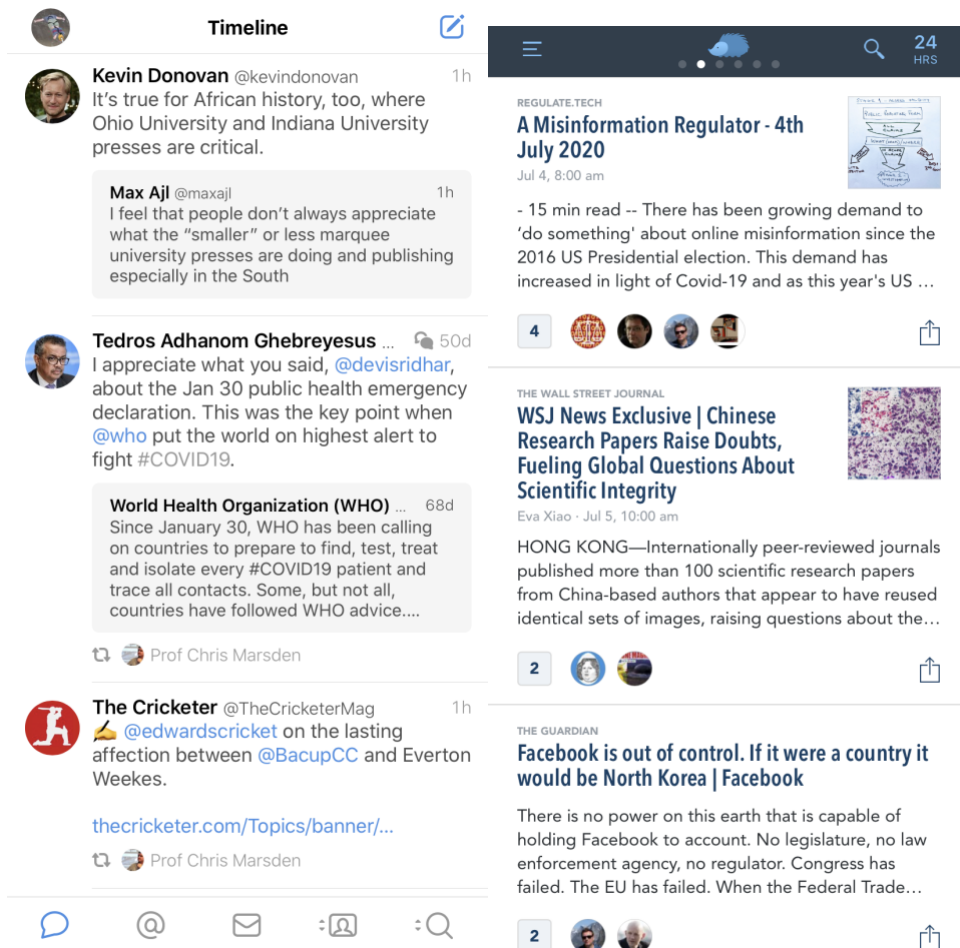 Timeline
Kevin Donovan @kevindonovan 1h
It’s true for African history, too, where
Ohio University and Indiana University
presses are critical.
Max Ajl @maxajl 1h
I feel that people don’t always appreciate
what the “smaller” or less marquee
university presses are doing and publishing
especially in the South
Tedros Adhanom Ghebreyesus ... 50d
I appreciate what you said, @devisridhar,
about the Jan 30 public health emergency
declaration. This was the key point when
@who put the world on highest alert to
fight #COVID19.
World Health Organization (WHO) ... 68d
Since January 30, WHO has been calling
on countries to prepare to find, test, treat
and isolate every #COVID19 patient and
trace all contacts. Some, but not all,
countries have followed WHO advice....
Prof Chris Marsden
The Cricketer @TheCricketerMag 1h
✍️ @edwardscricket on the lasting
affection between @BacupCC and Everton
Weekes.
thecricketer.com/Topics/banner/...
Prof Chris Marsden
24
HRS
REGULATE.TECH
A Misinformation Regulator - 4th
July 2020
Jul 4, 8:00 am
- 15 min read -- There has been growing demand to
‘do something' about online misinformation since the
2016 US Presidential election. This demand has
increased in light of Covid-19 and as this year's US ...
4
THE WALL STREET JOURNAL
WSJ News Exclusive | Chinese
Research Papers Raise Doubts,
Fueling Global Questions About
Scientific Integrity
Eva Xiao · Jul 5, 10:00 am
HONG KONG—Internationally peer-reviewed journals
published more than 100 scientific research papers
from China-based authors that appear to have reused
identical sets of images, raising questions about the...
2
THE GUARDIAN
Facebook is out of control. If it were a country it
would be North Korea | Facebook
There is no power on this earth that is capable of
holding Facebook to account. No legislature, no law
enforcement agency, no regulator. Congress has
failed. The EU has failed. When the Federal Trade...
2